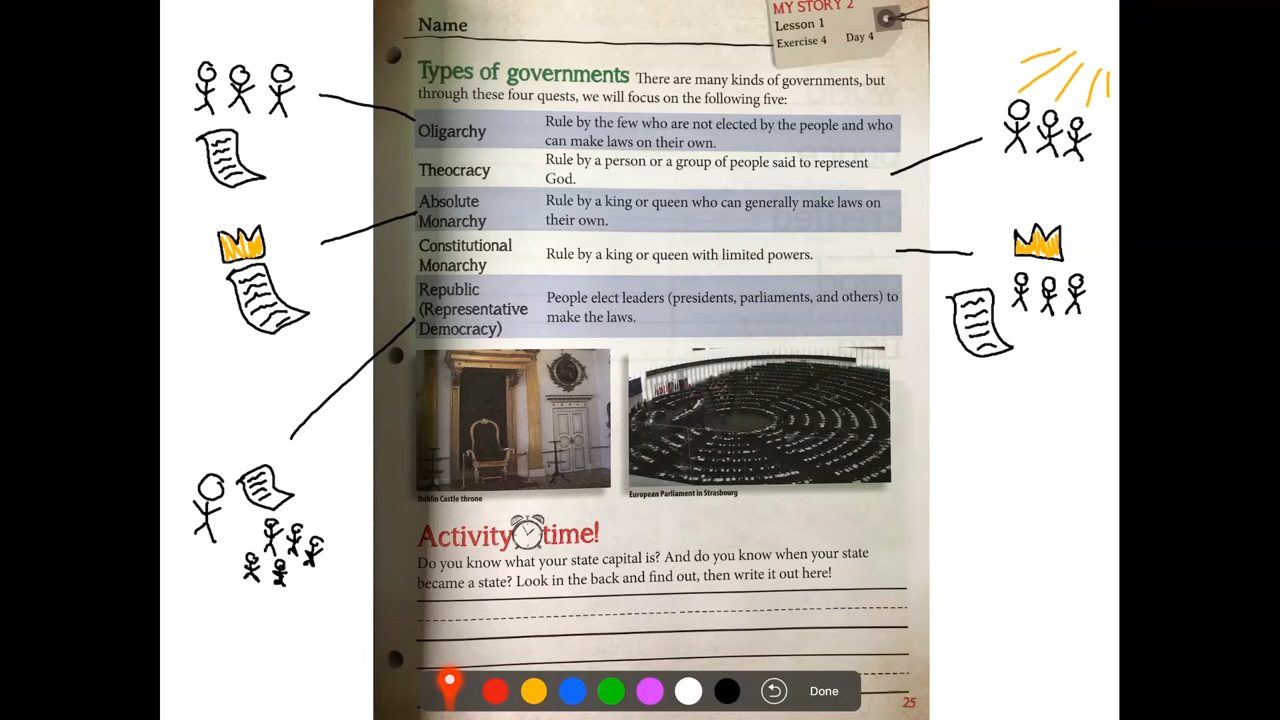 MY STORY 2
Name
Lesson 1
Exercise 4 Day 4
Types of governments There are many kinds of governments, but
through these four quests, we will focus on the following five:
Oligarchy
Rule by the few who are not elected by the people and who
can make laws on their own.
Theocracy
Rule by a person or a group of people said to represent
God.
Absolute
Monarchy
Rule by a king or queen who can generally make laws on
their own.
Constitutional
Monarchy
Rule by a king or queen with limited powers.
Republic
(Representative
Democracy)
People elect leaders (presidents, parliaments, and others) to
make the laws.
Dublin Castle throne
European Parliament in Strasbourg
Activity time!
Do you know what your state capital is? And do you know when your state
became a state? Look in the back and find out, then write it out here!
Done
25